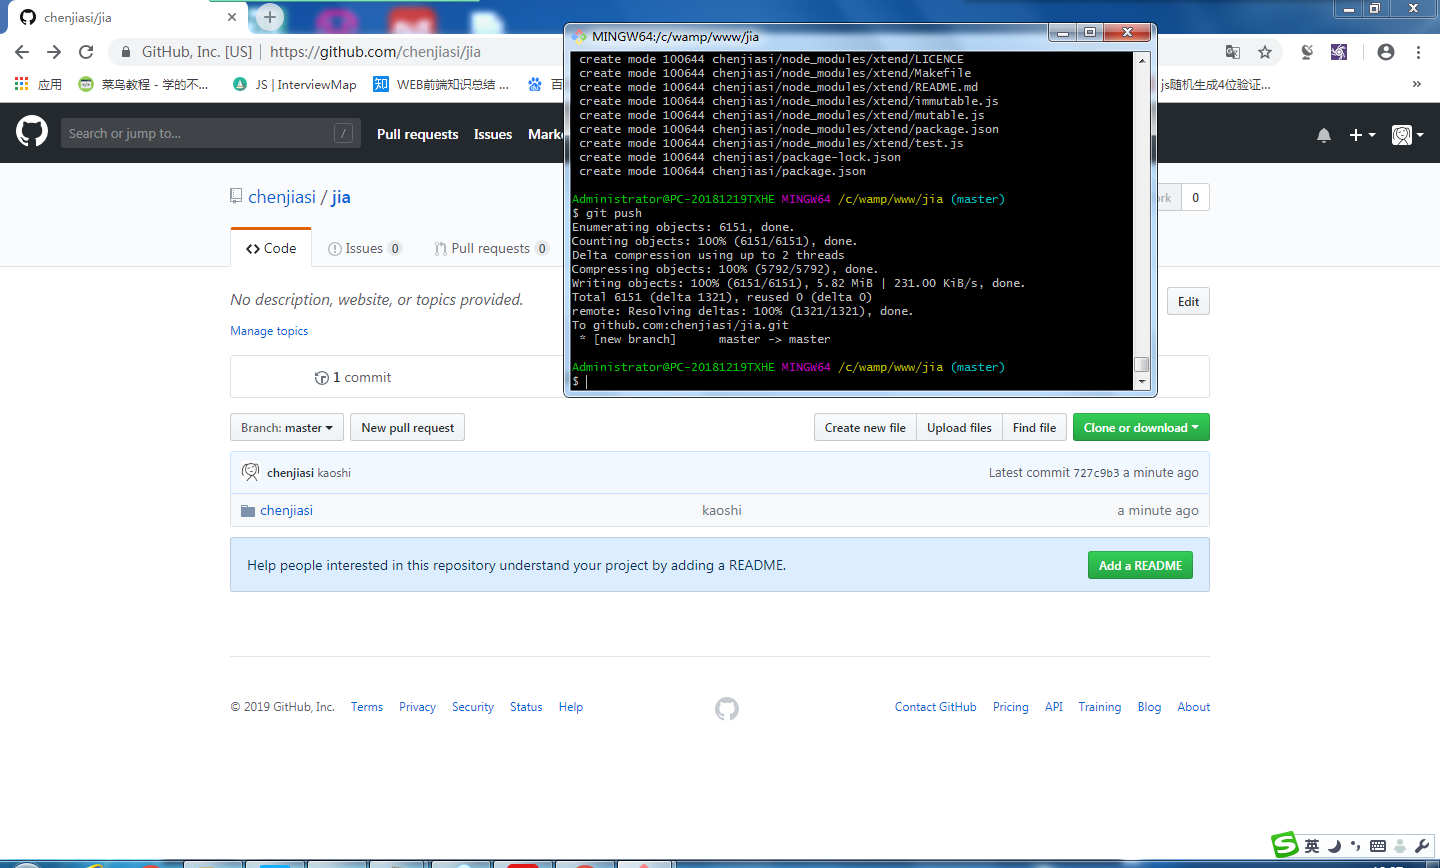 chenjiasi/jia
GitHub, Inc. [US] | https://github.com/chenjiasi/jia
应用 菜鸟教程 - 学的不... JS | InterviewMap 知 WEB前端知识总结 ... 百 js随机生成4位验证... »
Search or jump to... / Pull requests Issues
chenjiasi / jia
0
Code Issues 0 Pull requests 0
No description, website, or topics provided.
Edit
Manage topics
1 commit
Branch: master New pull request Create new file Upload files Find file Clone or download
chenjiasi kaoshi Latest commit 727c9b3 a minute ago
chenjiasi kaoshi a minute ago
Help people interested in this repository understand your project by adding a README. Add a README
© 2019 GitHub, Inc. Terms Privacy Security Status Help Contact GitHub Pricing API Training Blog About
MINGW64:/c/wamp/www/jia
create mode 100644 chenjiasi/node_modules/xtend/LICENCE
create mode 100644 chenjiasi/node_modules/xtend/Makefile
create mode 100644 chenjiasi/node_modules/xtend/README.md
create mode 100644 chenjiasi/node_modules/xtend/immutable.js
create mode 100644 chenjiasi/node_modules/xtend/mutable.js
create mode 100644 chenjiasi/node_modules/xtend/package.json
create mode 100644 chenjiasi/node_modules/xtend/test.js
create mode 100644 chenjiasi/package-lock.json
create mode 100644 chenjiasi/package.json
Administrator@PC-20181219TXHE MINGW64 /c/wamp/www/jia (master)
$ git push
Enumerating objects: 6151, done.
Counting objects: 100% (6151/6151), done.
Delta compression using up to 2 threads
Compressing objects: 100% (5792/5792), done.
Writing objects: 100% (6151/6151), 5.82 MiB | 231.00 KiB/s, done.
Total 6151 (delta 1321), reused 0 (delta 0)
remote: Resolving deltas: 100% (1321/1321), done.
To github.com:chenjiasi/jia.git
* [new branch] master -> master
Administrator@PC-20181219TXHE MINGW64 /c/wamp/www/jia (master)
$
英